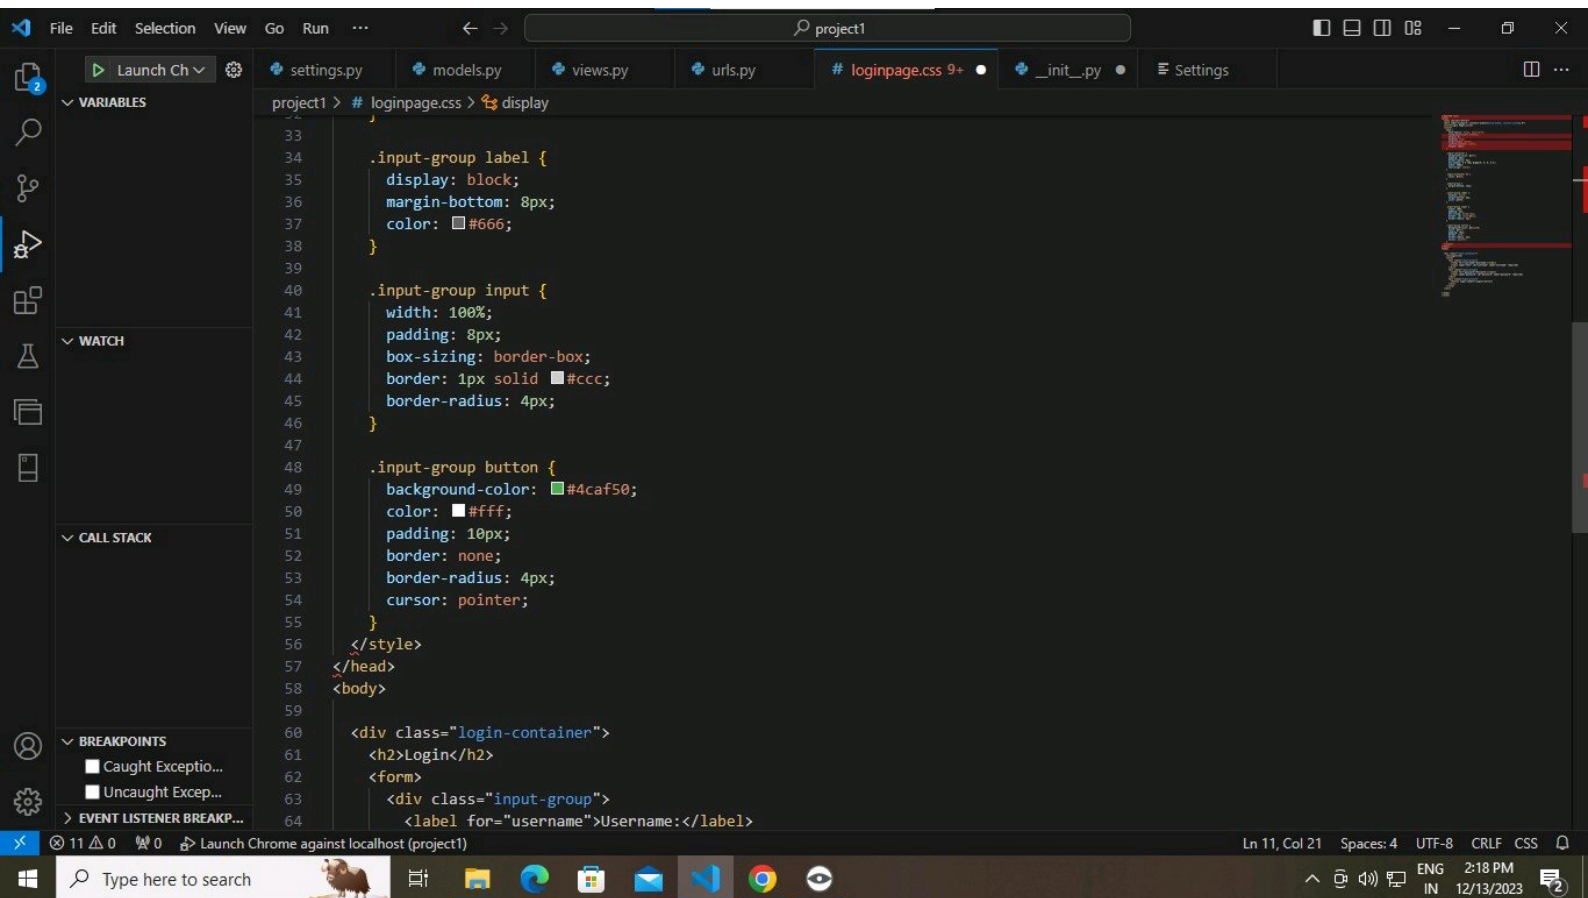 File Edit Selection View Go Run ···
project1
Launch Ch
settings.py
models.py
views.py
urls.py
# loginpage.css 9+
__init__.py
Settings
2
VARIABLES
project1 > # loginpage.css > display
33
34 .input-group label {
35 display: block;
36 margin-bottom: 8px;
37 color: #666;
38 }
39
40 .input-group input {
41 width: 100%;
42 padding: 8px;
43 box-sizing: border-box;
44 border: 1px solid #ccc;
45 border-radius: 4px;
46 }
47
48 .input-group button {
49 background-color: #4caf50;
50 color: #fff;
51 padding: 10px;
52 border: none;
53 border-radius: 4px;
54 cursor: pointer;
55 }
56 </style>
57 </head>
58 <body>
59
60 <div class="login-container">
61 <h2>Login</h2>
62 <form>
63 <div class="input-group">
64 <label for="username">Username:</label>
WATCH
CALL STACK
BREAKPOINTS
Caught Exceptio...
Uncaught Excep...
EVENT LISTENER BREAKP...
11 0 0 Launch Chrome against localhost (project1)
Ln 11, Col 21 Spaces: 4 UTF-8 CRLF CSS
Type here to search
ENG
IN
2:18 PM
12/13/2023
2